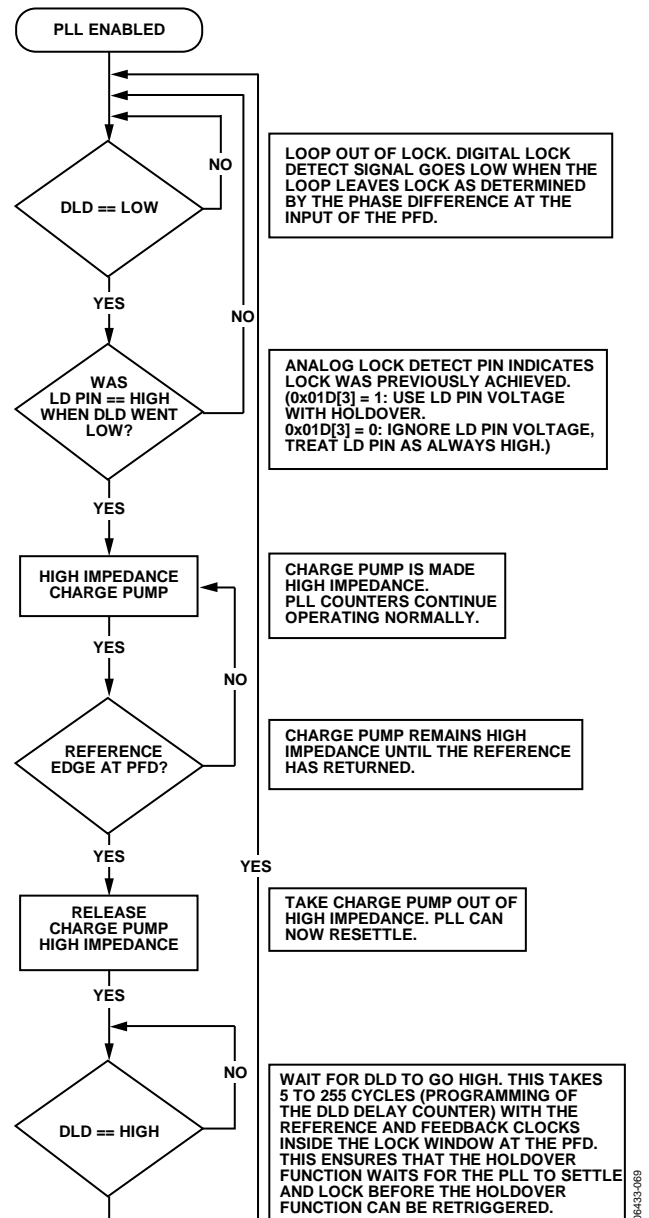 PLL ENABLED
NO
DLD == LOW
LOOP OUT OF LOCK. DIGITAL LOCK
DETECT SIGNAL GOES LOW WHEN THE
LOOP LEAVES LOCK AS DETERMINED
BY THE PHASE DIFFERENCE AT THE
INPUT OF THE PFD.
YES
NO
WAS
LD PIN == HIGH
WHEN DLD WENT
LOW?
ANALOG LOCK DETECT PIN INDICATES
LOCK WAS PREVIOUSLY ACHIEVED.
(0x01D[3] = 1: USE LD PIN VOLTAGE
WITH HOLDOVER.
0x01D[3] = 0: IGNORE LD PIN VOLTAGE,
TREAT LD PIN AS ALWAYS HIGH.)
YES
HIGH IMPEDANCE
CHARGE PUMP
CHARGE PUMP IS MADE
HIGH IMPEDANCE.
PLL COUNTERS CONTINUE
OPERATING NORMALLY.
YES
NO
REFERENCE
EDGE AT PFD?
CHARGE PUMP REMAINS HIGH
IMPEDANCE UNTIL THE REFERENCE
HAS RETURNED.
YES
YES
RELEASE
CHARGE PUMP
HIGH IMPEDANCE
TAKE CHARGE PUMP OUT OF
HIGH IMPEDANCE. PLL CAN
NOW RESETTLE.
YES
NO
DLD == HIGH
WAIT FOR DLD TO GO HIGH. THIS TAKES
5 TO 255 CYCLES (PROGRAMMING OF
THE DLD DELAY COUNTER) WITH THE
REFERENCE AND FEEDBACK CLOCKS
INSIDE THE LOCK WINDOW AT THE PFD.
THIS ENSURES THAT THE HOLDOVER
FUNCTION WAITS FOR THE PLL TO SETTLE
AND LOCK BEFORE THE HOLDOVER
FUNCTION CAN BE RETRIGGERED.
06433-069